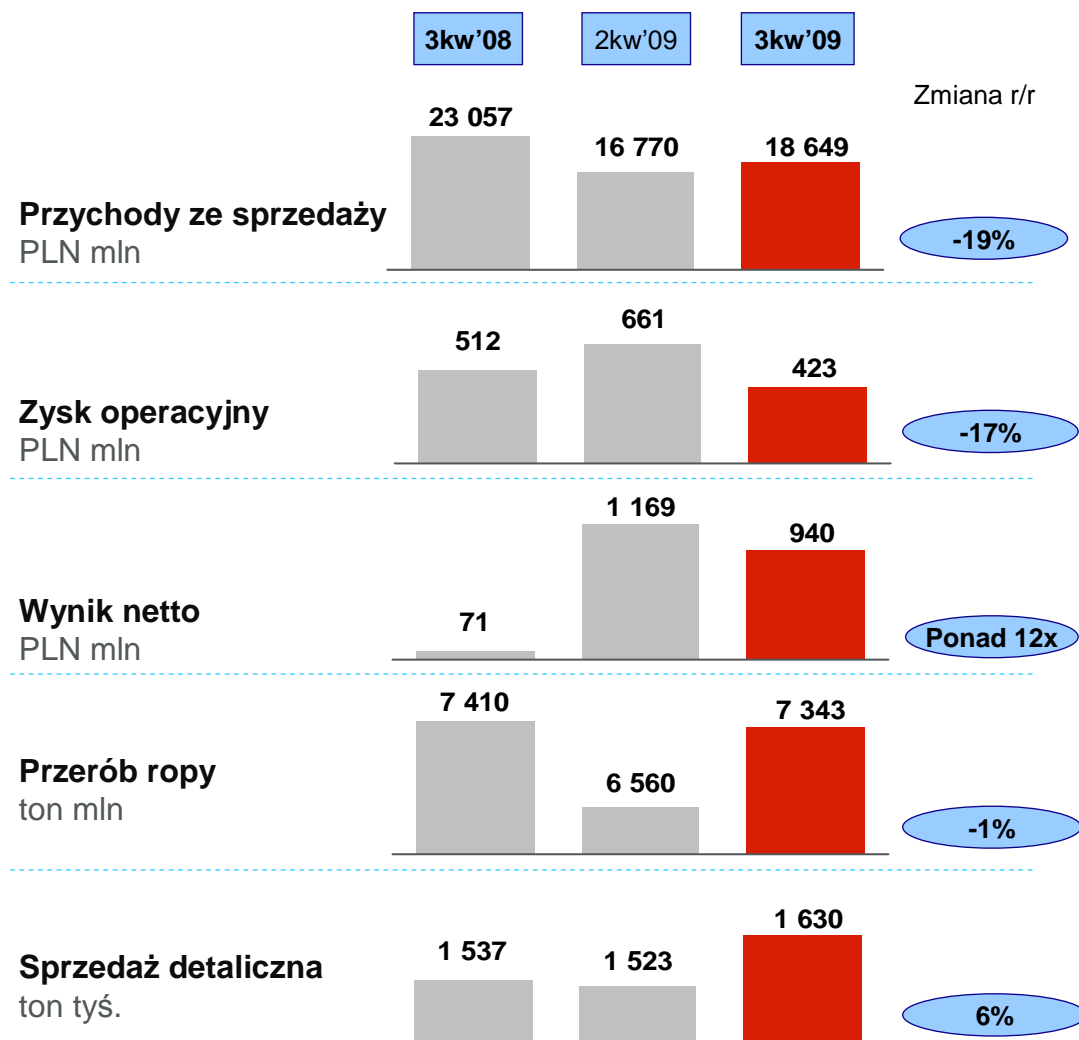 3kw’08 2kw’09 3kw’09
Zmiana r/r
23 057 16 770 18 649
Przychody ze sprzedaży
PLN mln
-19%
512 661 423
Zysk operacyjny
PLN mln
-17%
71 1 169 940
Wynik netto
PLN mln
Ponad 12x
7 410 6 560 7 343
Przerób ropy
ton mln
-1%
1 537 1 523 1 630
Sprzedaż detaliczna
ton tyś.
6%